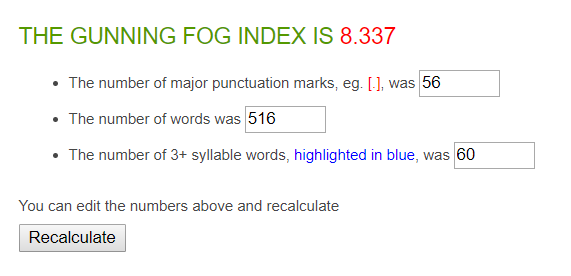 THE GUNNING FOG INDEX IS 8.337
The number of major punctuation marks, eg. [.], was 56
The number of words was 516
The number of 3+ syllable words, highlighted in blue, was 60
You can edit the numbers above and recalculate
Recalculate